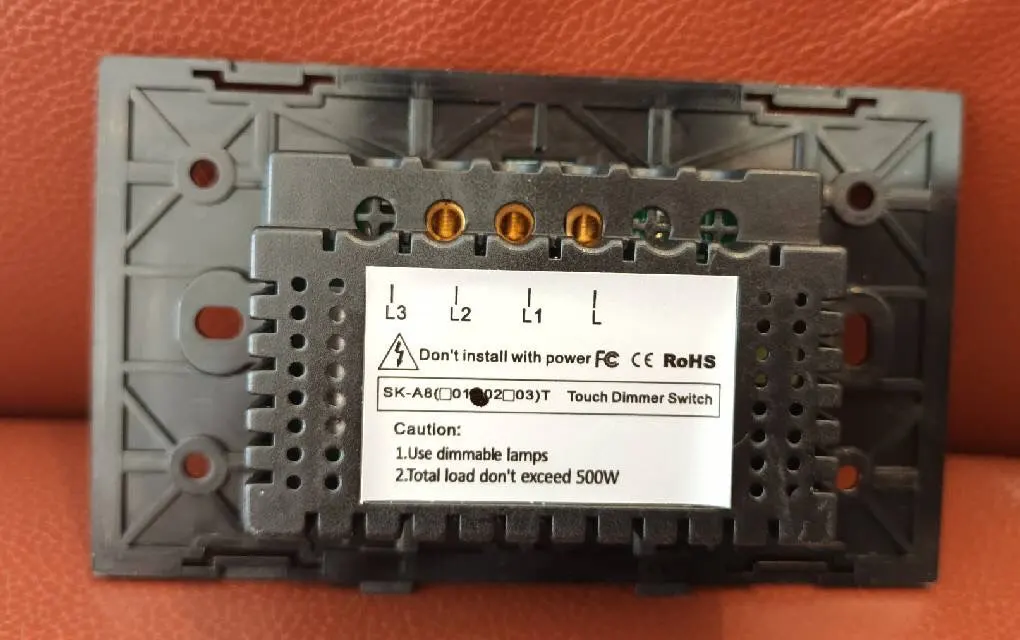 L3 L2 L1 L
Don't install with power FC CE RoHS
SK-A8(□01■02□03)T Touch Dimmer Switch
Caution:
1.Use dimmable lamps
2.Total load don't exceed 500W